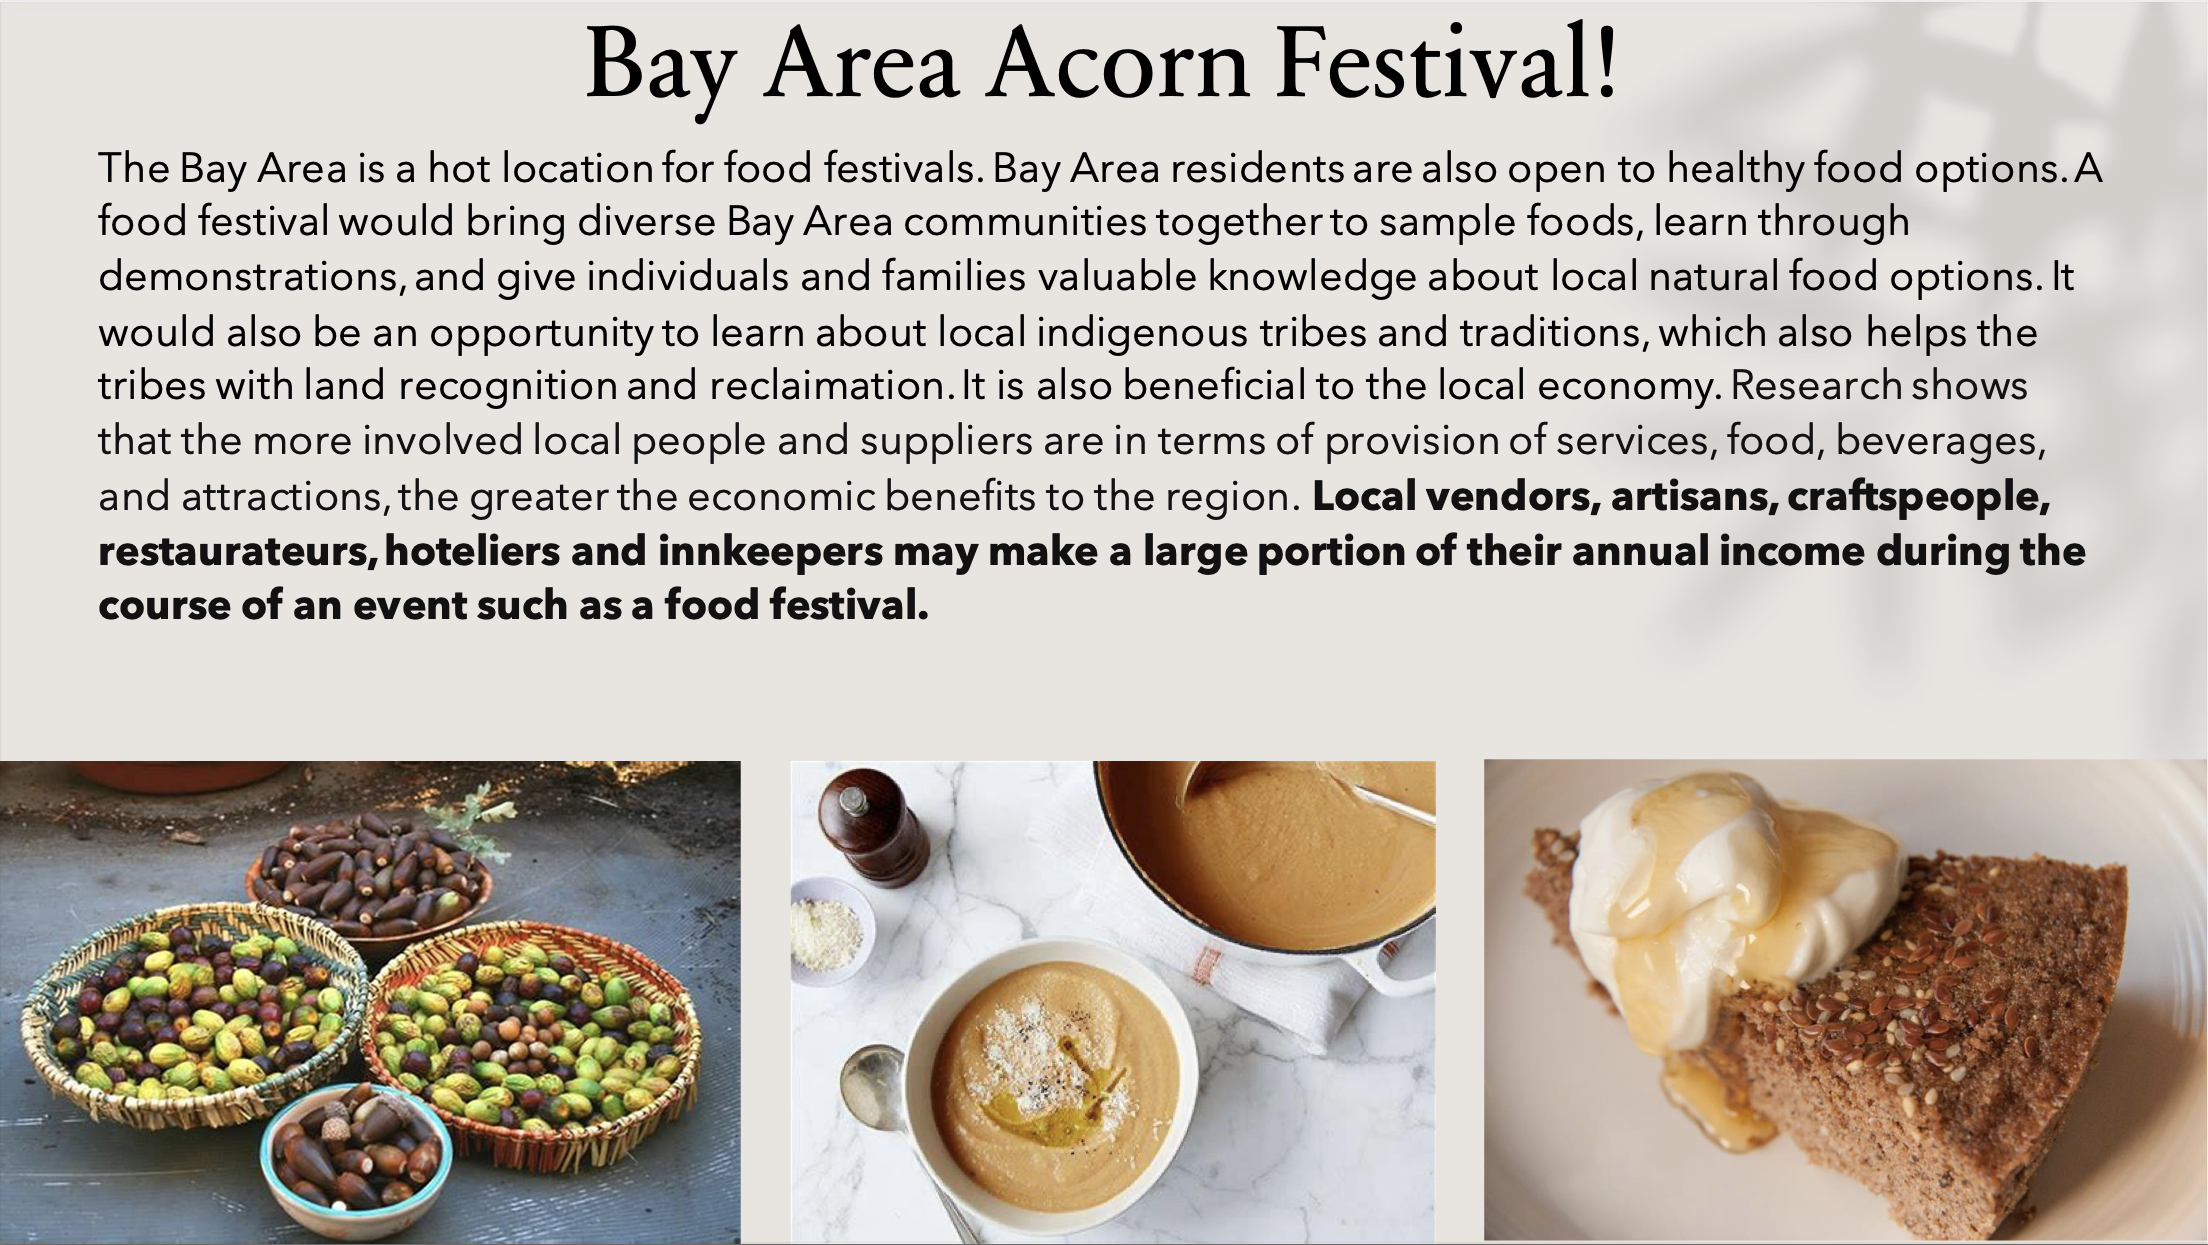 Bay Area Acorn Festival!
The Bay Area is a hot location for food festivals. Bay Area residents are also open to healthy food options. A
food festival would bring diverse Bay Area communities together to sample foods, learn through
demonstrations, and give individuals and families valuable knowledge about local natural food options. It
would also be an opportunity to learn about local indigenous tribes and traditions, which also helps the
tribes with land recognition and reclaimation. It is also beneficial to the local economy. Research shows
that the more involved local people and suppliers are in terms of provision of services, food, beverages,
and attractions, the greater the economic benefits to the region. Local vendors, artisans, craftspeople,
restaurateurs, hoteliers and innkeepers may make a large portion of their annual income during the
course of an event such as a food festival.